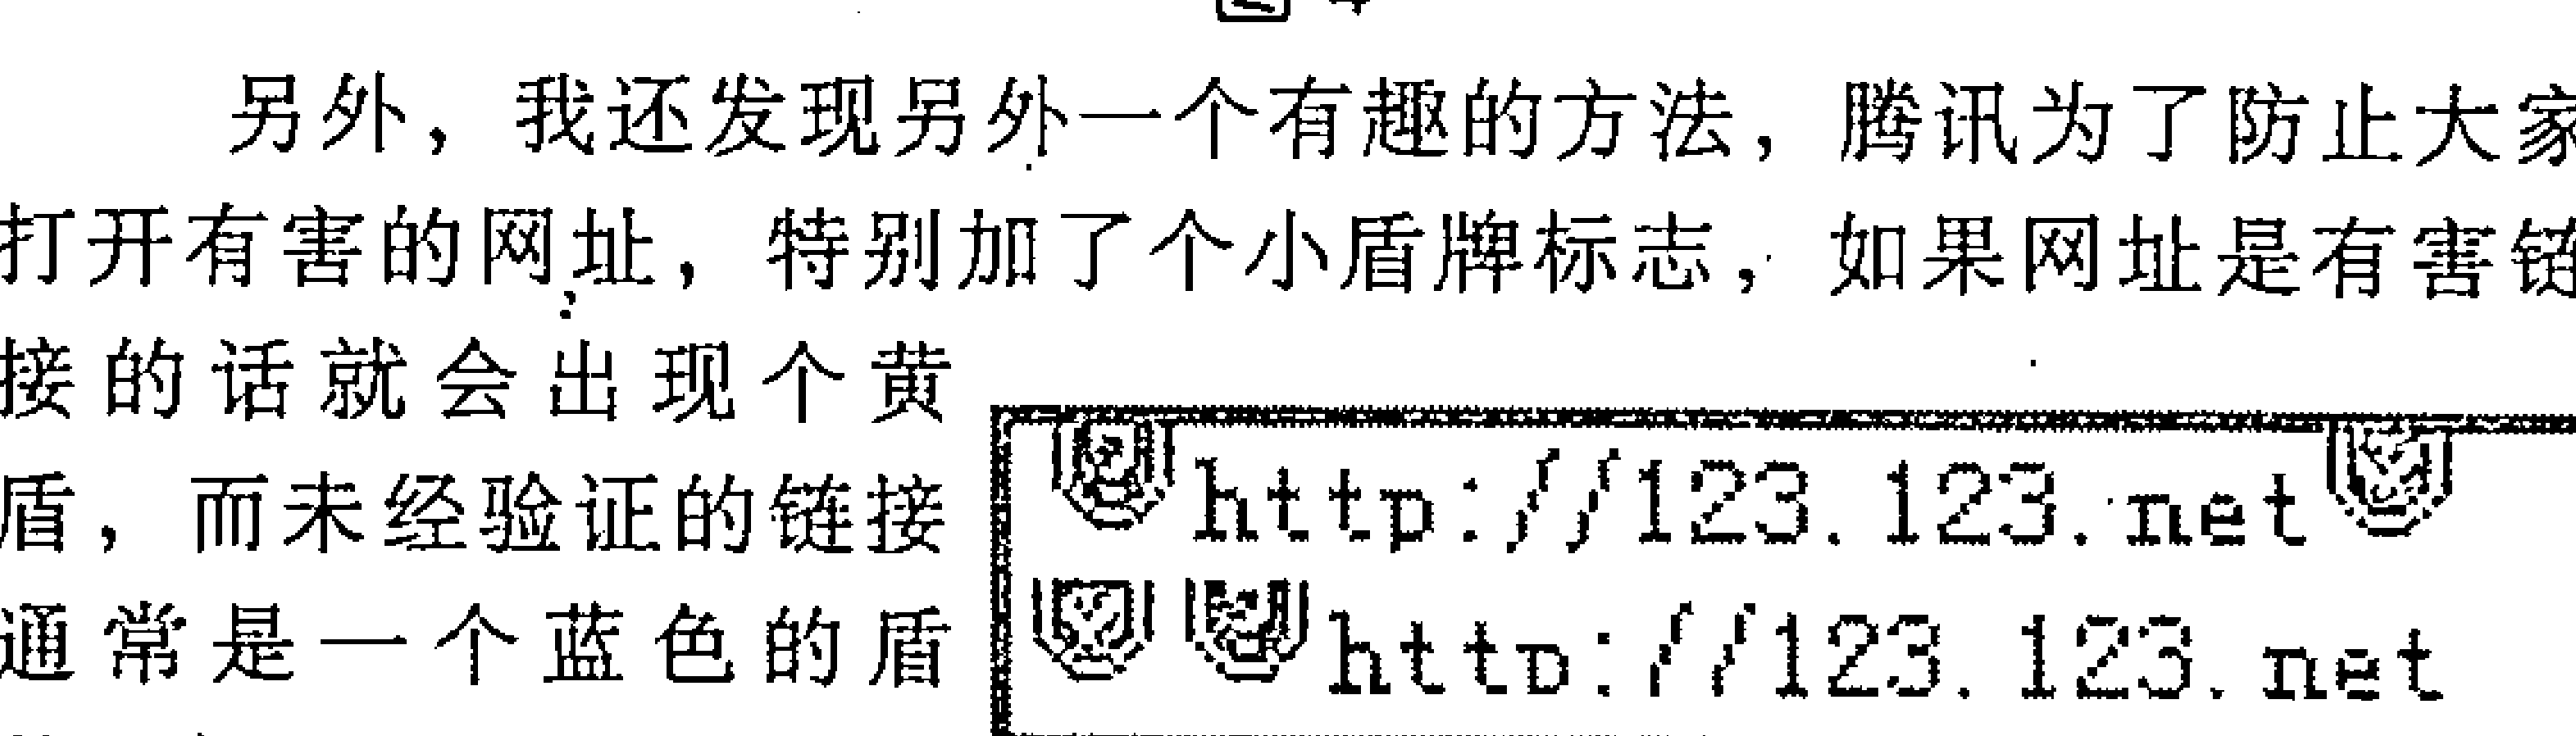 另外，我还发现另外一个有趣的方法，腾讯为了防止大家
打开有害的网址，特别加了个小盾牌标志，如果网址是有害链
接的话就会出现个黄
盾，而未经验证的链接
通常是一个蓝色的盾
http://123.123.net
http://123.123.net